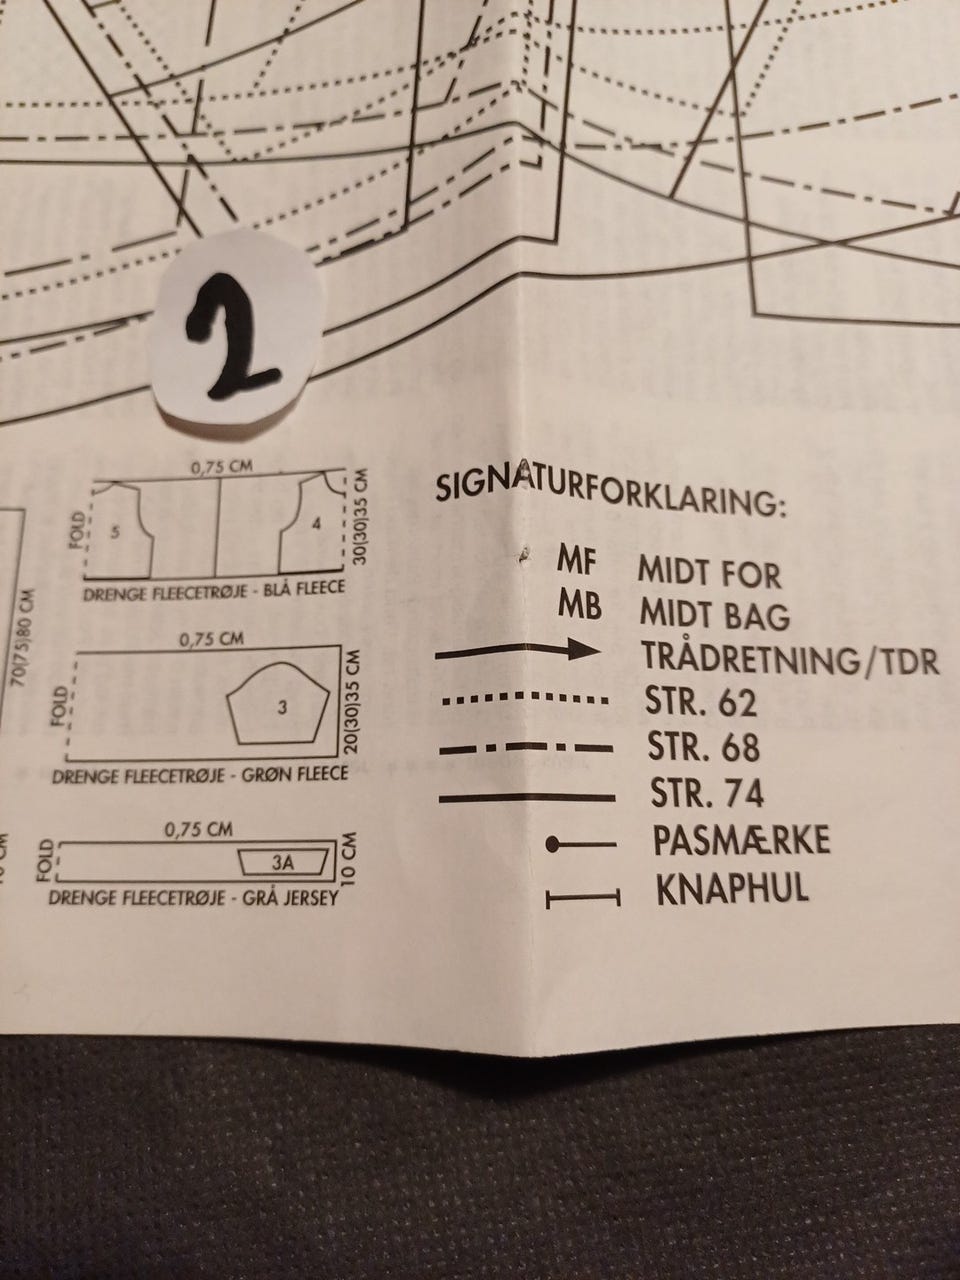 2
0,75 CM
FOLD
5
4
30(30)35 CM
DRENGE FLEECETRØJE - BLÅ FLEECE
70(75)80 CM
0,75 CM
FOLD
3
20(30)35 CM
DRENGE FLEECETRØJE - GRØN FLEECE
0,75 CM
FOLD
3A
10 CM
DRENGE FLEECETRØJE - GRÅ JERSEY
CM
SIGNATURFORKLARING:
MF MIDT FOR
MB MIDT BAG
TRÅDRETNING/TDR
STR. 62
STR. 68
STR. 74
PASMÆRKE
KNAPHUL